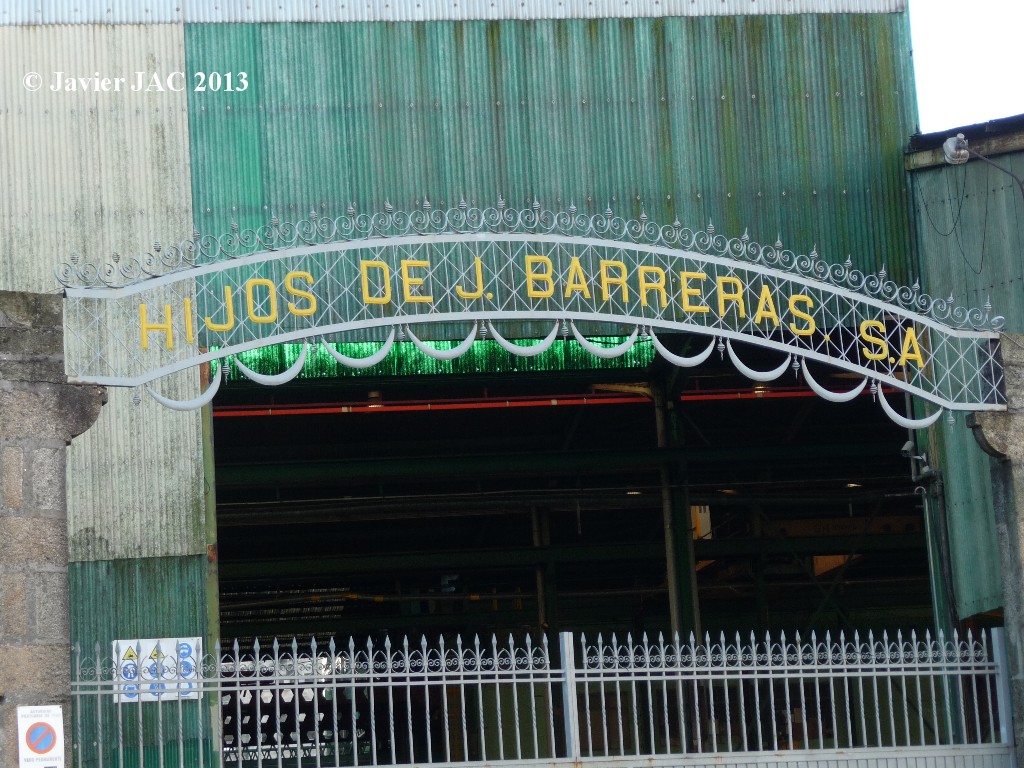 © Javier JAC 2013
HIJOS DE J. BARRERAS. S.A